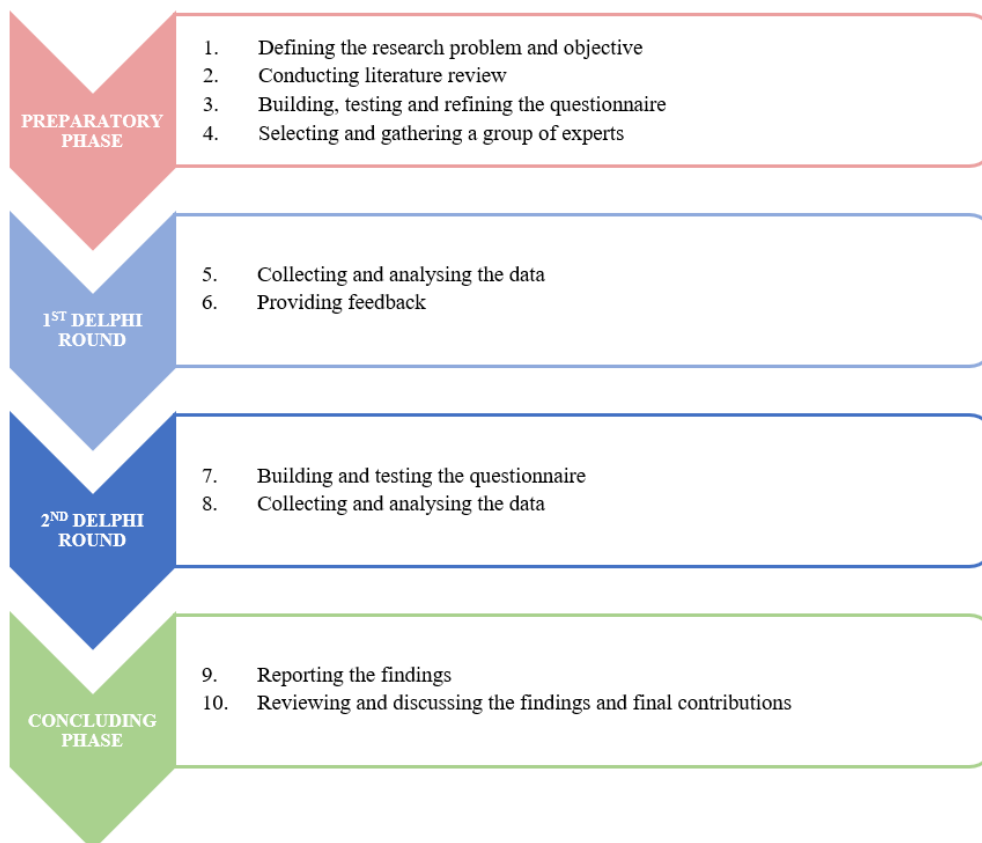 PREPARATORY
PHASE
1. Defining the research problem and objective
2. Conducting literature review
3. Building, testing and refining the questionnaire
4. Selecting and gathering a group of experts
1ST DELPHI
ROUND
5. Collecting and analysing the data
6. Providing feedback
2ND DELPHI
ROUND
7. Building and testing the questionnaire
8. Collecting and analysing the data
CONCLUDING
PHASE
9. Reporting the findings
10. Reviewing and discussing the findings and final contributions